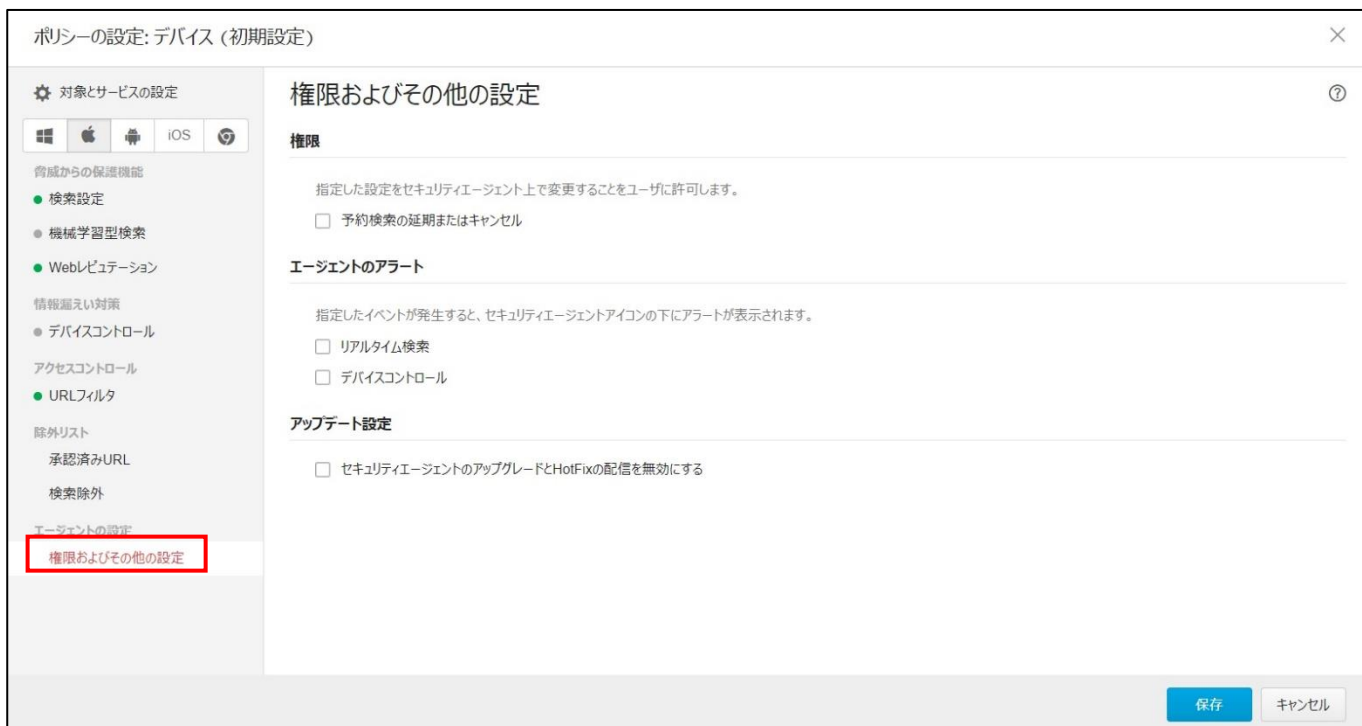 ポリシーの設定: デバイス (初期設定)
対象とサービスの設定
iOS
脅威からの保護機能
検索設定
機械学習型検索
Webレピュテーション
情報漏えい対策
デバイスコントロール
アクセスコントロール
URLフィルタ
除外リスト
承認済みURL
検索除外
エージェントの設定
権限およびその他の設定
権限およびその他の設定
権限
指定した設定をセキュリティエージェント上で変更することをユーザに許可します。
予約検索の延期またはキャンセル
エージェントのアラート
指定したイベントが発生すると、セキュリティエージェントアイコンの下にアラートが表示されます。
リアルタイム検索
デバイスコントロール
アップデート設定
セキュリティエージェントのアップグレードとHotFixの配信を無効にする
保存
キャンセル